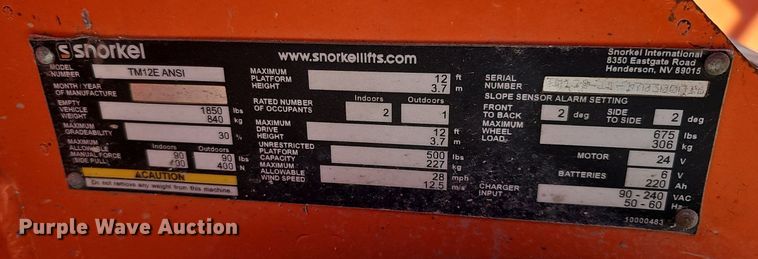 snorkel
www.snorkellifts.com
Snorkel International
8350 Eastgate Road
Henderson, NV 89015
MODEL NUMBER TM12E ANSI
MONTH / YEAR OF MANUFACTURE
EMPTY VEHICLE WEIGHT 1850 lbs
840 kg
MAXIMUM GRADEABILITY 30 %
MAXIMUM ALLOWABLE MANUAL FORCE (SIDE PULL)
Indoors Outdoors
90 90 lbs
400 400 N
CAUTION
Do not remove any weight from this machine.
MAXIMUM PLATFORM HEIGHT 12 ft
3.7 m
Indoors Outdoors
RATED NUMBER OF OCCUPANTS 2 1
MAXIMUM DRIVE HEIGHT 12 ft
3.7 m
UNRESTRICTED PLATFORM CAPACITY 500 lbs
227 kg
MAXIMUM ALLOWABLE WIND SPEED 28 mph
12.5 m/s
SERIAL NUMBER
SLOPE SENSOR ALARM SETTING
FRONT TO BACK 2 deg SIDE TO SIDE 2 deg
MAXIMUM WHEEL LOAD 675 lbs
306 kg
MOTOR 24 V
BATTERIES 6 V
220 Ah
CHARGER INPUT 90 - 240 VAC
50 - 60 Hz
10000483
Purple Wave Auction